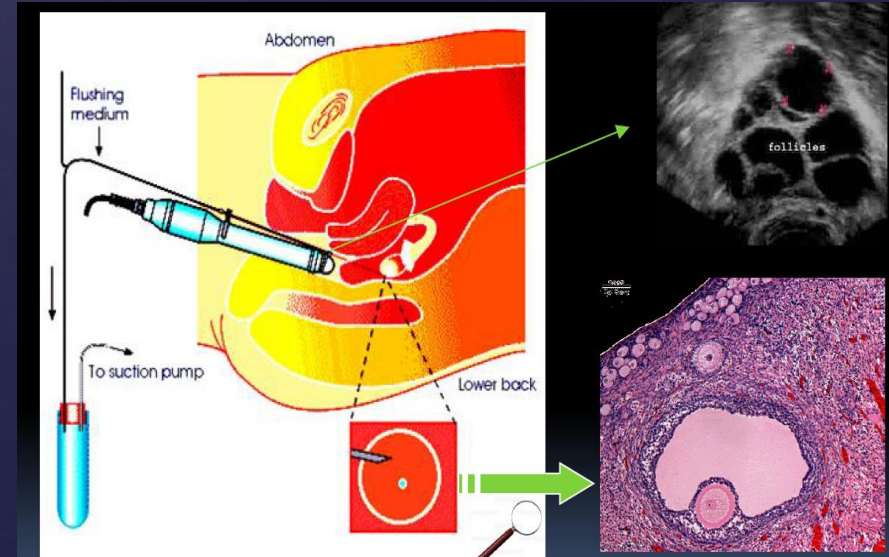 Abdomen
Flushing
medium
To suction pump
Lower back
follicles